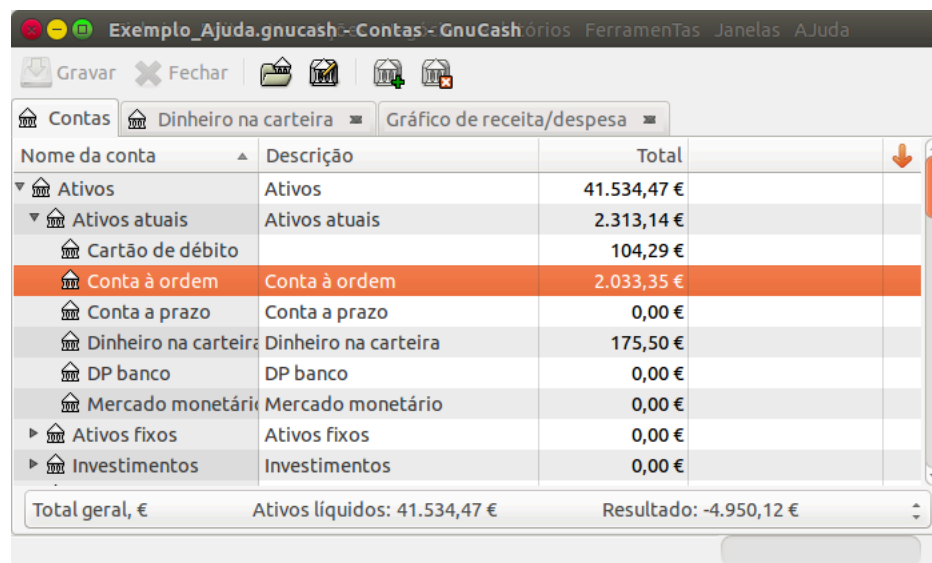 Exemplo_Ajuda.gnucash - Contas - GnuCash FerramenTas Janelas AJuda
Gravar Fechar
Contas Dinheiro na carteira Gráfico de receita/despesa
Nome da conta Descrição Total
Ativos Ativos 41.534,47 €
Ativos atuais Ativos atuais 2.313,14 €
Cartão de débito 104,29 €
Conta à ordem Conta à ordem 2.033,35 €
Conta a prazo Conta a prazo 0,00 €
Dinheiro na carteira Dinheiro na carteira 175,50 €
DP banco DP banco 0,00 €
Mercado monetári Mercado monetário 0,00 €
Ativos fixos Ativos fixos 0,00 €
Investimentos Investimentos 0,00 €
Total geral, € Ativos líquidos: 41.534,47 € Resultado: -4.950,12 €